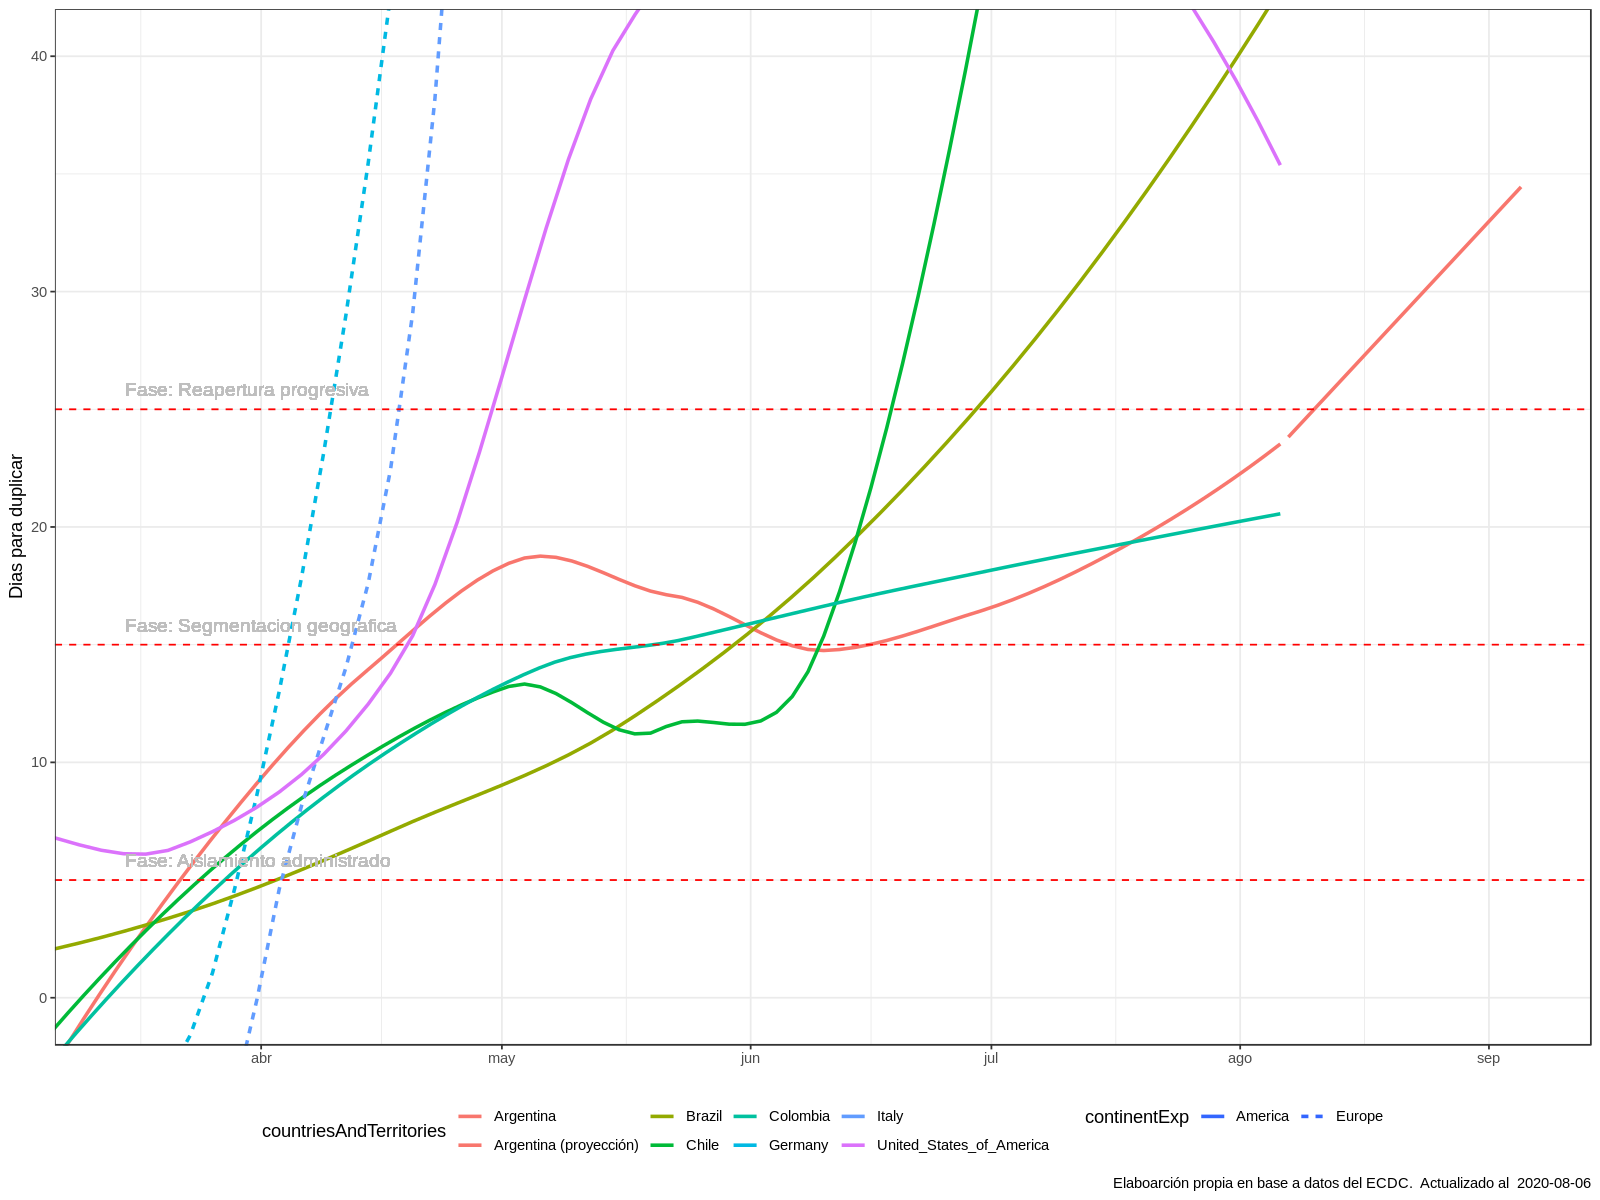 40
30
20
10
0
Dias para duplicar
Fase: Reapertura progresiva
Fase: Segmentacion geografica
Fase: Aislamiento administrado
abr may jun jul ago sep
countriesAndTerritories
Argentina Brazil Colombia Italy
Argentina (proyección) Chile Germany United_States_of_America
continentExp America Europe
Elaboarción propia en base a datos del ECDC. Actualizado al 2020-08-06